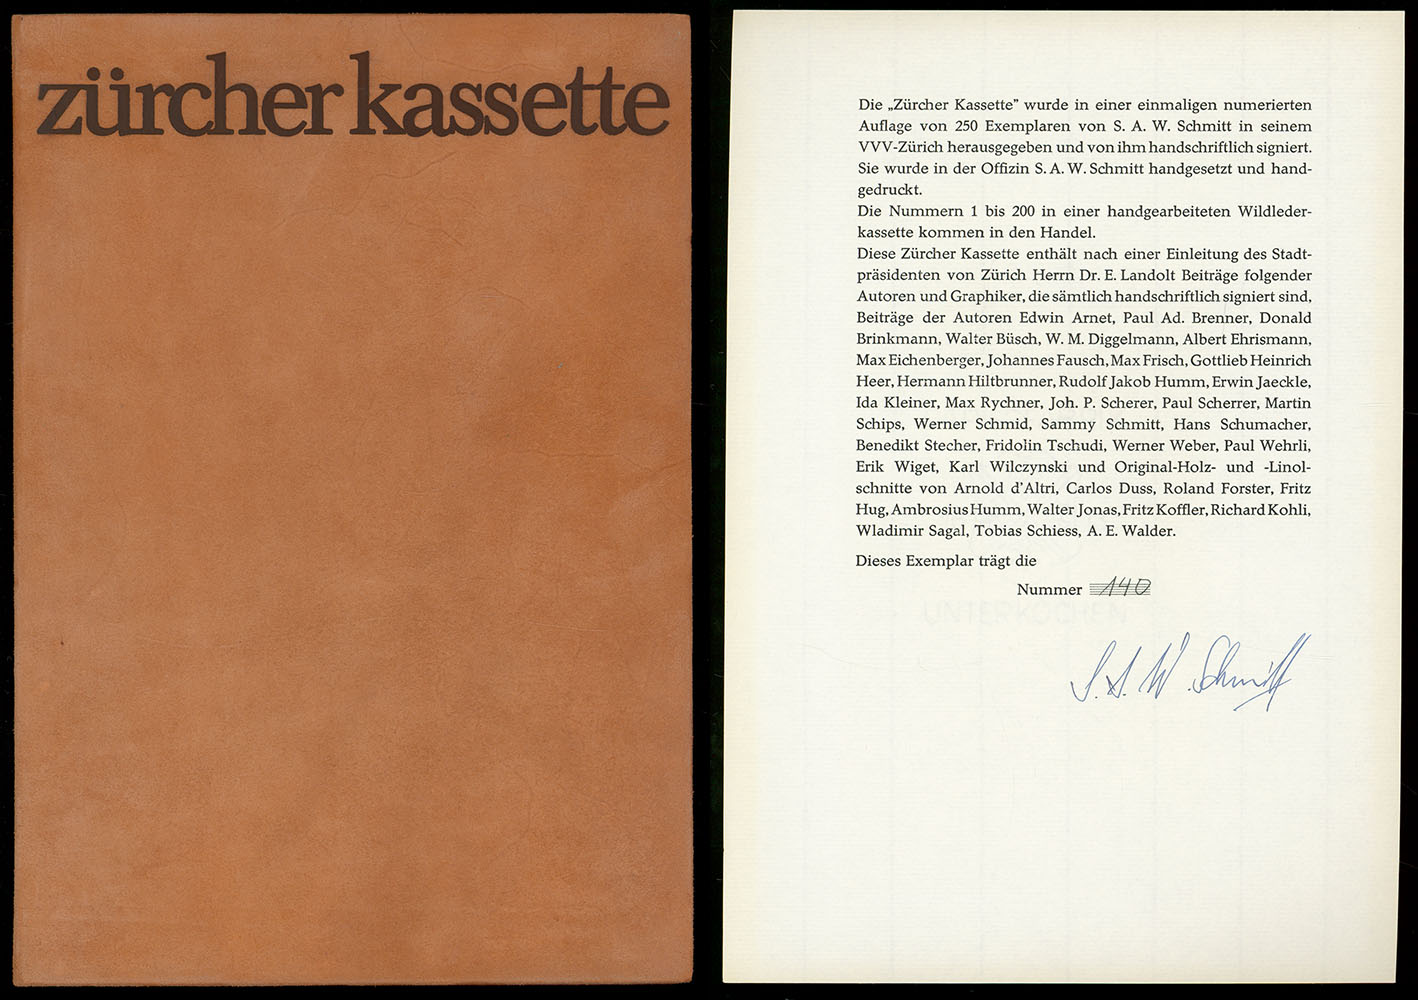 zürcher kassette
Die „Zürcher Kassette” wurde in einer einmaligen numerierten
Auflage von 250 Exemplaren von S. A. W. Schmitt in seinem
VVV-Zürich herausgegeben und von ihm handschriftlich signiert.
Sie wurde in der Offizin S. A. W. Schmitt handgesetzt und hand-
gedruckt.
Die Nummern 1 bis 200 in einer handgearbeiteten Wildleder-
kassette kommen in den Handel.
Diese Zürcher Kassette enthält nach einer Einleitung des Stadt-
präsidenten von Zürich Herrn Dr. E. Landolt Beiträge folgender
Autoren und Graphiker, die sämtlich handschriftlich signiert sind,
Beiträge der Autoren Edwin Arnet, Paul Ad. Brenner, Donald
Brinkmann, Walter Büsch, W. M. Diggelmann, Albert Ehrismann,
Max Eichenberger, Johannes Fausch, Max Frisch, Gottlieb Heinrich
Heer, Hermann Hiltbrunner, Rudolf Jakob Humm, Erwin Jaeckle,
Ida Kleiner, Max Rychner, Joh. P. Scherer, Paul Scherrer, Martin
Schips, Werner Schmid, Sammy Schmitt, Hans Schumacher,
Benedikt Stecher, Fridolin Tschudi, Werner Weber, Paul Wehrli,
Erik Wiget, Karl Wilczynski und Original-Holz- und -Linol-
schnitte von Arnold d'Altri, Carlos Duss, Roland Forster, Fritz
Hug, Ambrosius Humm, Walter Jonas, Fritz Koffler, Richard Kohli,
Wladimir Sagal, Tobias Schiess, A. E. Walder.
Dieses Exemplar trägt die
Nummer 140
UNTERKOCHEN
S. A. W. Schmitt